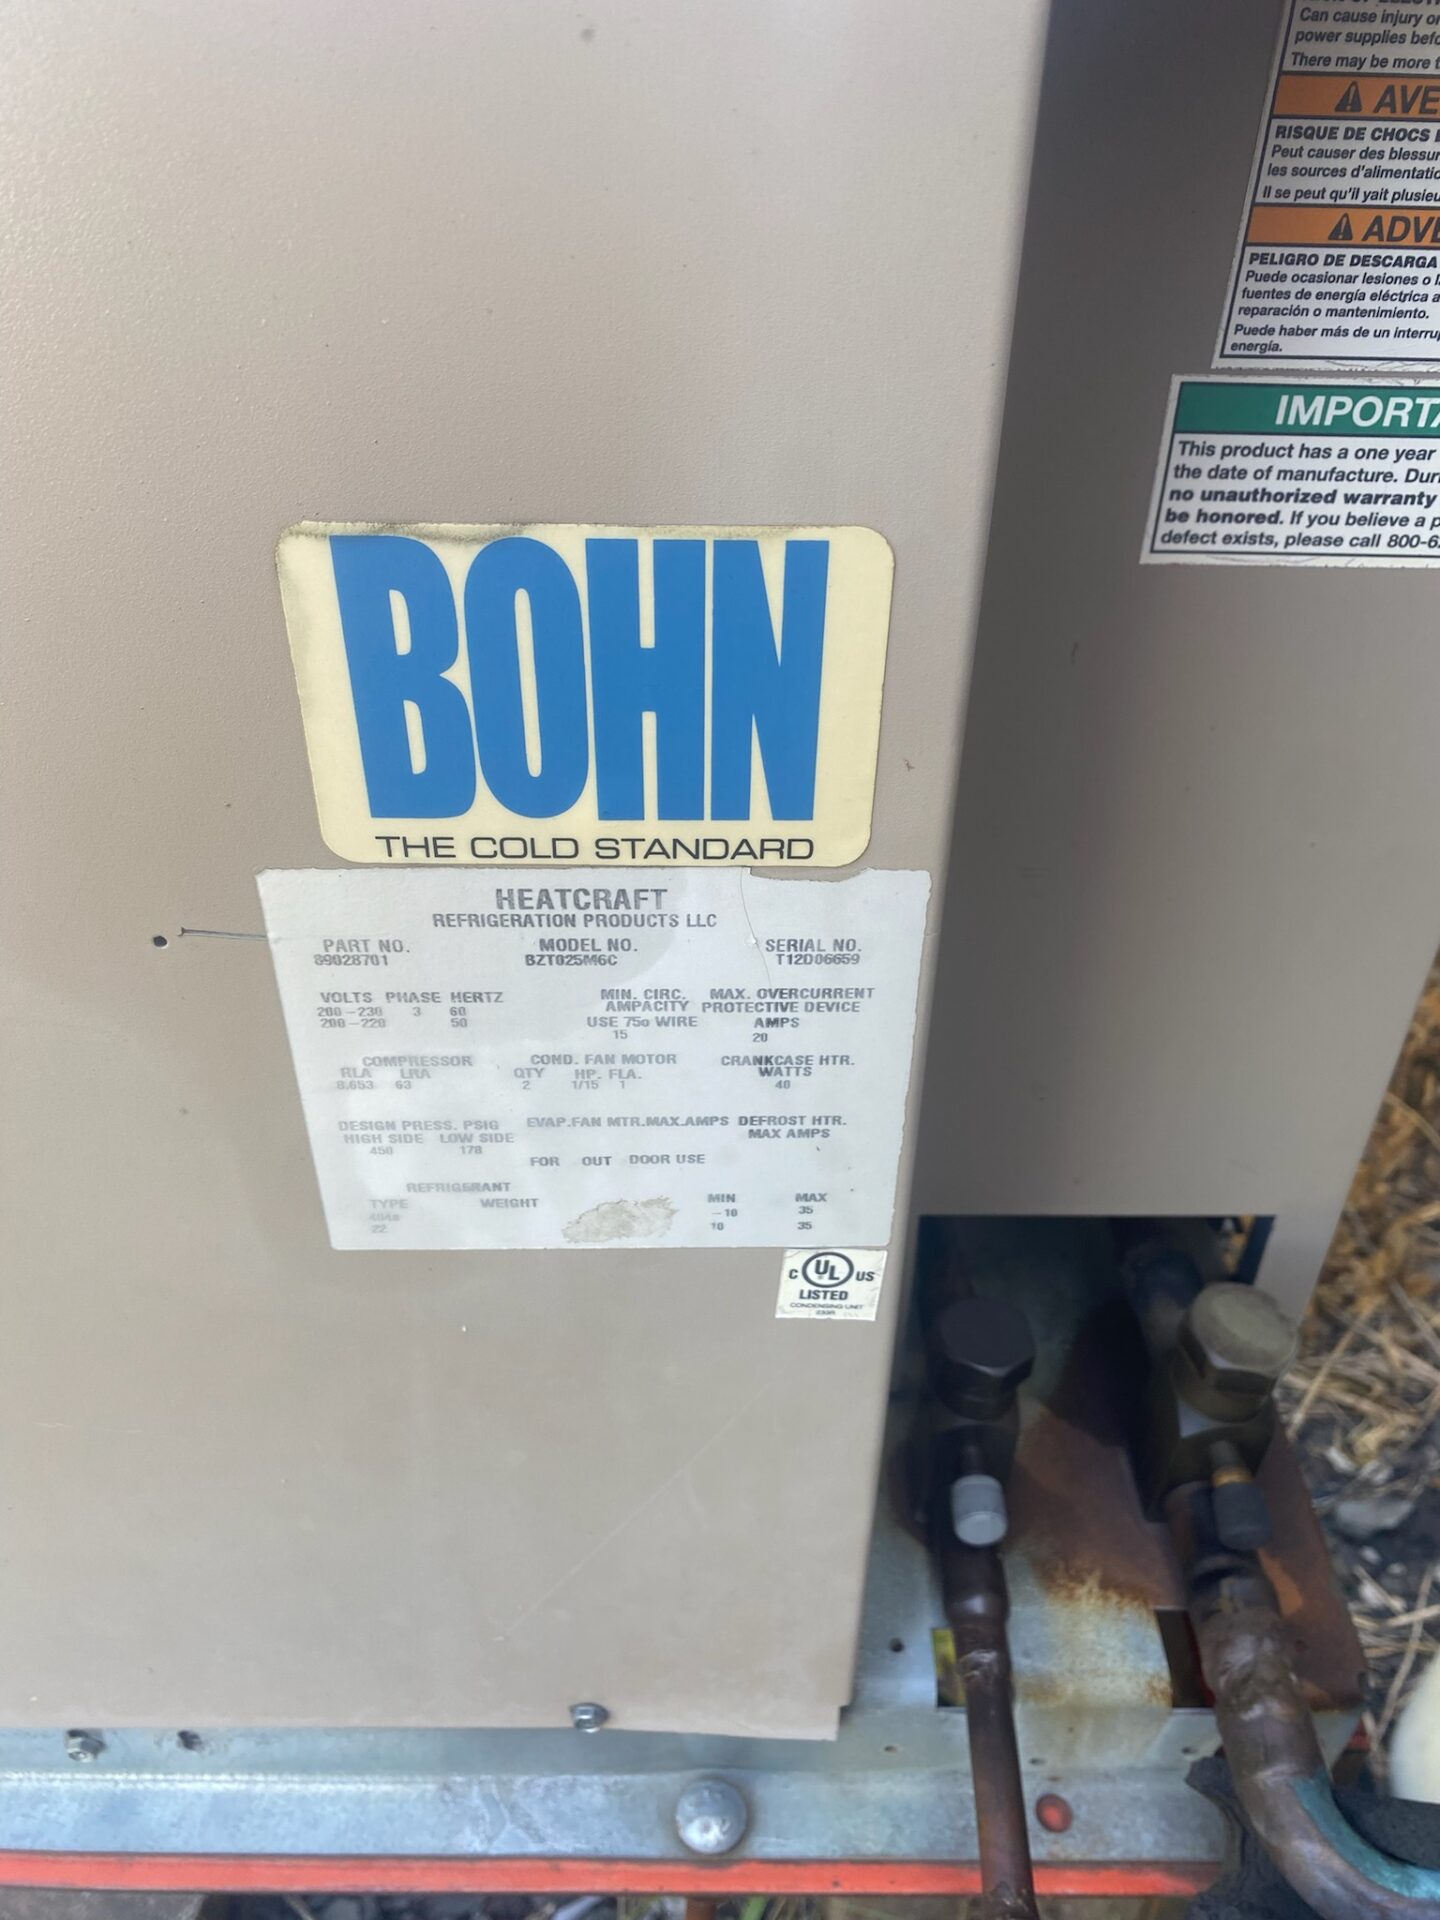 Can cause injury or
power supplies befo
There may be more t
AVE
RISQUE DE CHOCS
Peut causer des blessur
les sources d'alimentatio
Il se peut qu'il yait plusieu
ADVE
PELIGRO DE DESCARGA
Puede ocasionar lesiones o l
fuentes de energía eléctrica a
reparación o mantenimiento.
Puede haber más de un interrup
energía.
IMPORTA
This product has a one year
the date of manufacture. Duri
no unauthorized warranty
be honored. If you believe a p
defect exists, please call 800-6
BOHN
THE COLD STANDARD
HEATCRAFT
REFRIGERATION PRODUCTS LLC
PART NO. MODEL NO. SERIAL NO.
89028701 BZT025M6C T12D06659
VOLTS PHASE HERTZ MIN. CIRC. MAX. OVERCURRENT
200-230 3 60 AMPACITY PROTECTIVE DEVICE
200-220 50 USE 75o WIRE AMPS
15 20
COMPRESSOR COND. FAN MOTOR CRANKCASE HTR.
RLA LRA QTY HP. FLA. WATTS
8.653 63 2 1/15 1 40
DESIGN PRESS. PSIG EVAP.FAN MTR.MAX.AMPS DEFROST HTR.
HIGH SIDE LOW SIDE MAX AMPS
450 178
FOR OUT DOOR USE
REFRIGERANT
TYPE WEIGHT MIN MAX
-10 35
22 10 35
C UL US
LISTED
CONDENSING UNIT